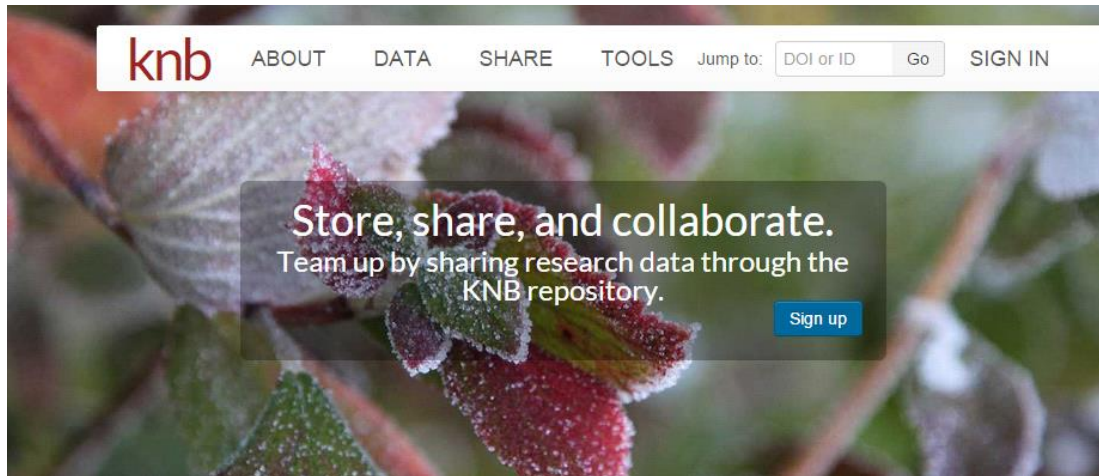 knb ABOUT DATA SHARE TOOLS Jump to: DOI or ID Go SIGN IN
Store, share, and collaborate.
Team up by sharing research data through the
KNB repository.
Sign up